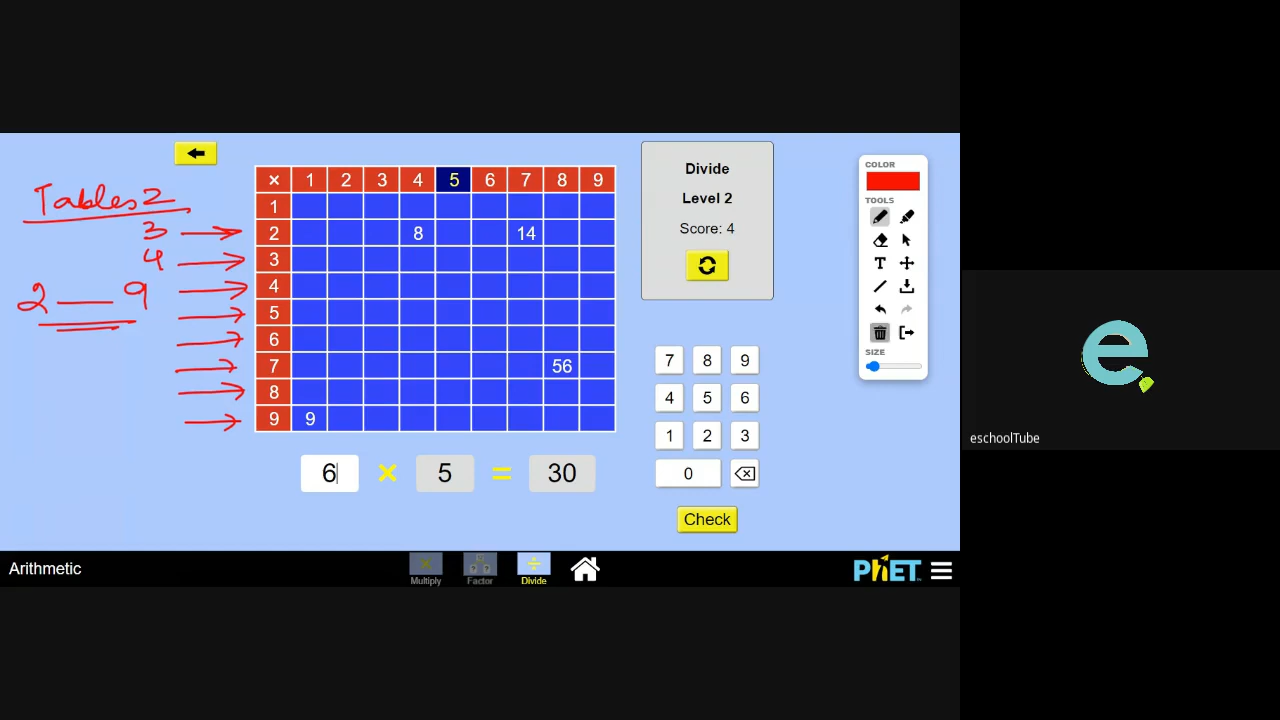 Tables 2
3
4
2 — 9
× 1 2 3 4 5 6 7 8 9
1
2 8 14
3
4
5
6
7 56
8
9 9
6 × 5 = 30
Divide
Level 2
Score: 4
7 8 9
4 5 6
1 2 3
0
Check
COLOR
TOOLS
T
SIZE
Arithmetic
Multiply Factor Divide
PhET
e
eschoolTube